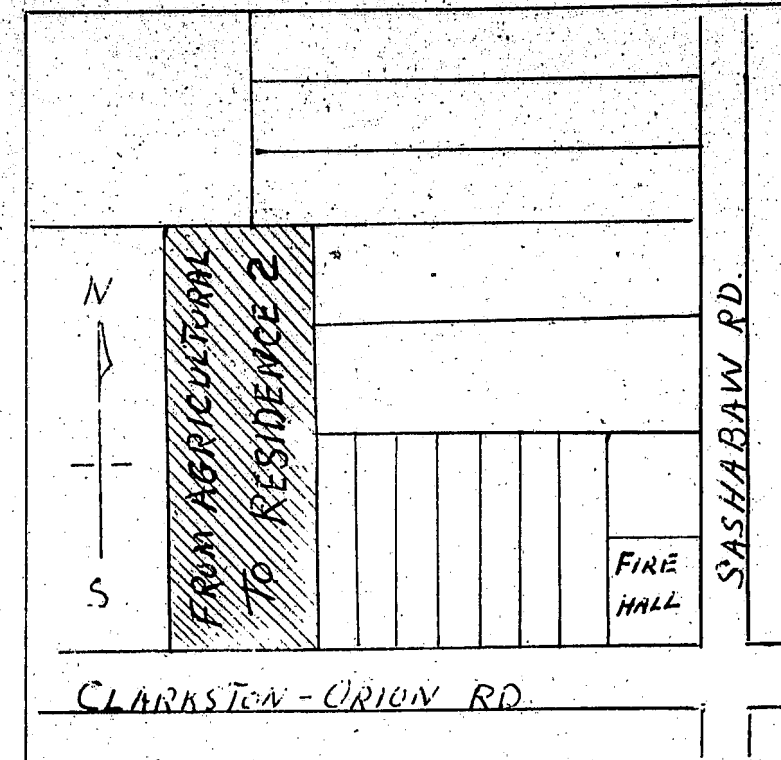 N
S
FROM AGRICULTURAL
TO RESIDENCE 2
FIRE
HALL
SASHABAW RD.
CLARKSTON - ORION RD.